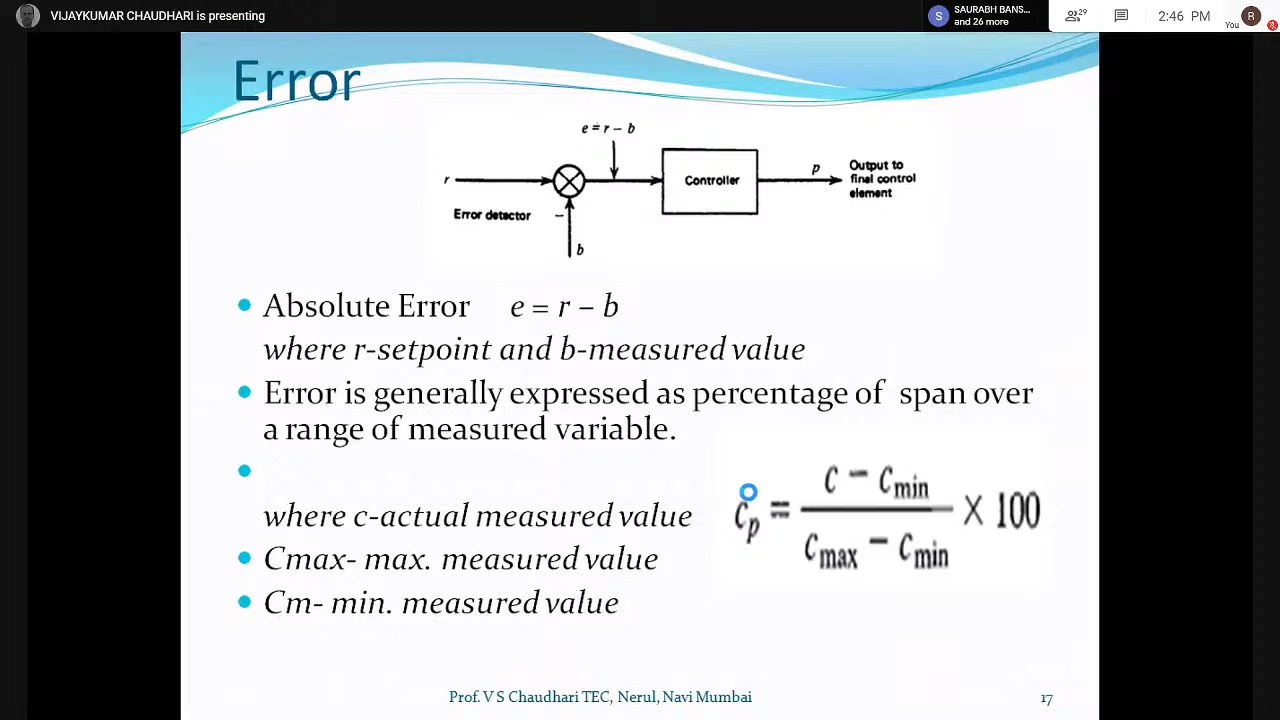 VIJAYKUMAR CHAUDHARI is presenting
S
SAURABH BANS...
and 26 more
29
2:46 PM
You
R
Error
e = r – b
r
Controller
p
Output to
final control
element
Error detector
–
b
Absolute Error e = r – b
where r-setpoint and b-measured value
Error is generally expressed as percentage of span over
a range of measured variable.
cp = (c – cmin) / (cmax – cmin) × 100
where c-actual measured value
Cmax- max. measured value
Cm- min. measured value
Prof. V S Chaudhari TEC, Nerul, Navi Mumbai
17